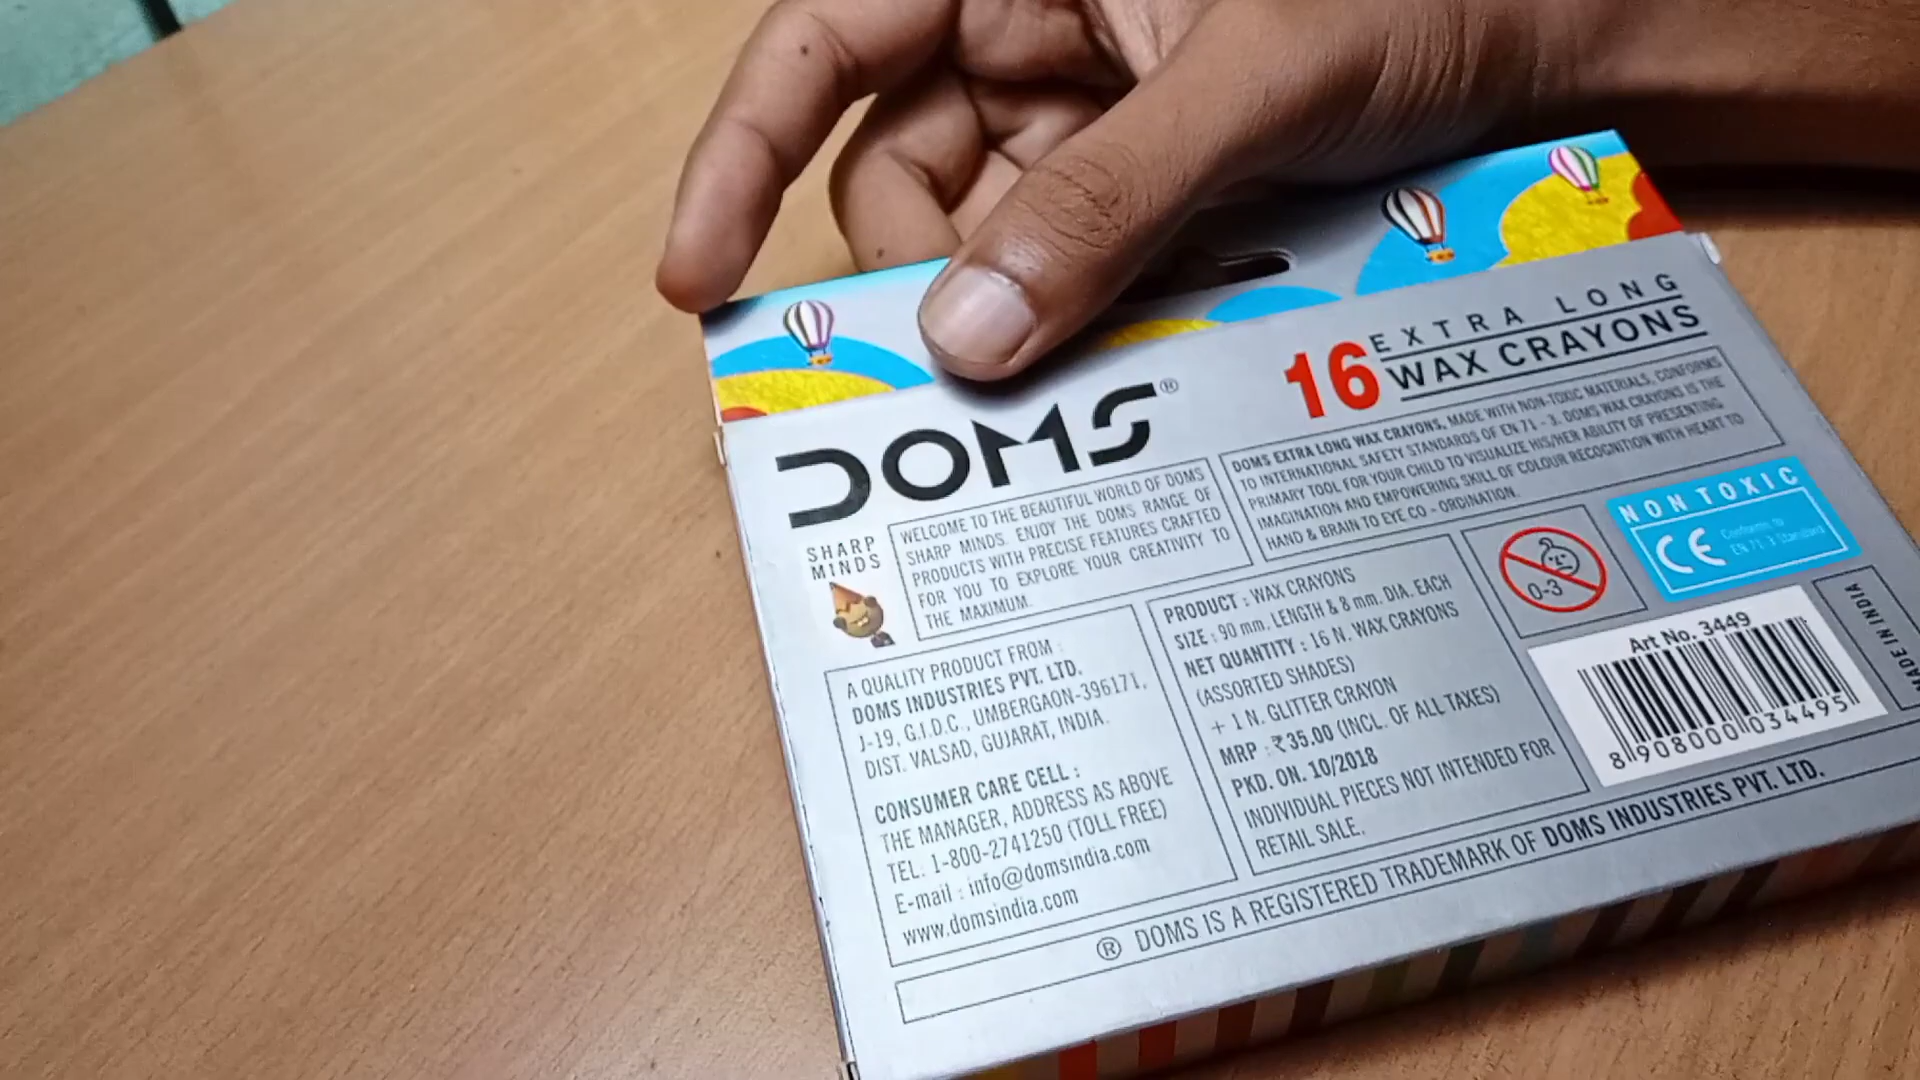 DOMS®
SHARP
MINDS
16
EXTRA LONG
WAX CRAYONS
WELCOME TO THE BEAUTIFUL WORLD OF DOMS
SHARP MINDS. ENJOY THE DOMS RANGE OF
PRODUCTS WITH PRECISE FEATURES CRAFTED
FOR YOU TO EXPLORE YOUR CREATIVITY TO
THE MAXIMUM.
DOMS EXTRA LONG WAX CRAYONS, MADE WITH NON-TOXIC MATERIALS, CONFORMS
TO INTERNATIONAL SAFETY STANDARDS OF EN 71 - 3. DOMS WAX CRAYONS IS THE
PRIMARY TOOL FOR YOUR CHILD TO VISUALIZE HIS/HER ABILITY OF PRESENTING
IMAGINATION AND EMPOWERING SKILL OF COLOUR RECOGNITION WITH HEART TO
HAND & BRAIN TO EYE CO - ORDINATION.
A QUALITY PRODUCT FROM :
DOMS INDUSTRIES PVT. LTD.
J-19, G.I.D.C., UMBERGAON-396171,
DIST. VALSAD, GUJARAT, INDIA.
CONSUMER CARE CELL :
THE MANAGER, ADDRESS AS ABOVE
TEL. 1-800-2741250 (TOLL FREE)
E-mail : info@domsindia.com
www.domsindia.com
PRODUCT : WAX CRAYONS
SIZE : 90 mm. LENGTH & 8 mm. DIA. EACH
NET QUANTITY : 16 N. WAX CRAYONS
(ASSORTED SHADES)
+ 1 N. GLITTER CRAYON
MRP : ₹35.00 (INCL. OF ALL TAXES)
PKD. ON. 10/2018
INDIVIDUAL PIECES NOT INTENDED FOR
RETAIL SALE.
0-3
NON TOXIC
CE
Conforms to
EN 71 3 Standard
Art No. 3449
8 908000 034495
MADE IN INDIA
® DOMS IS A REGISTERED TRADEMARK OF DOMS INDUSTRIES PVT. LTD.